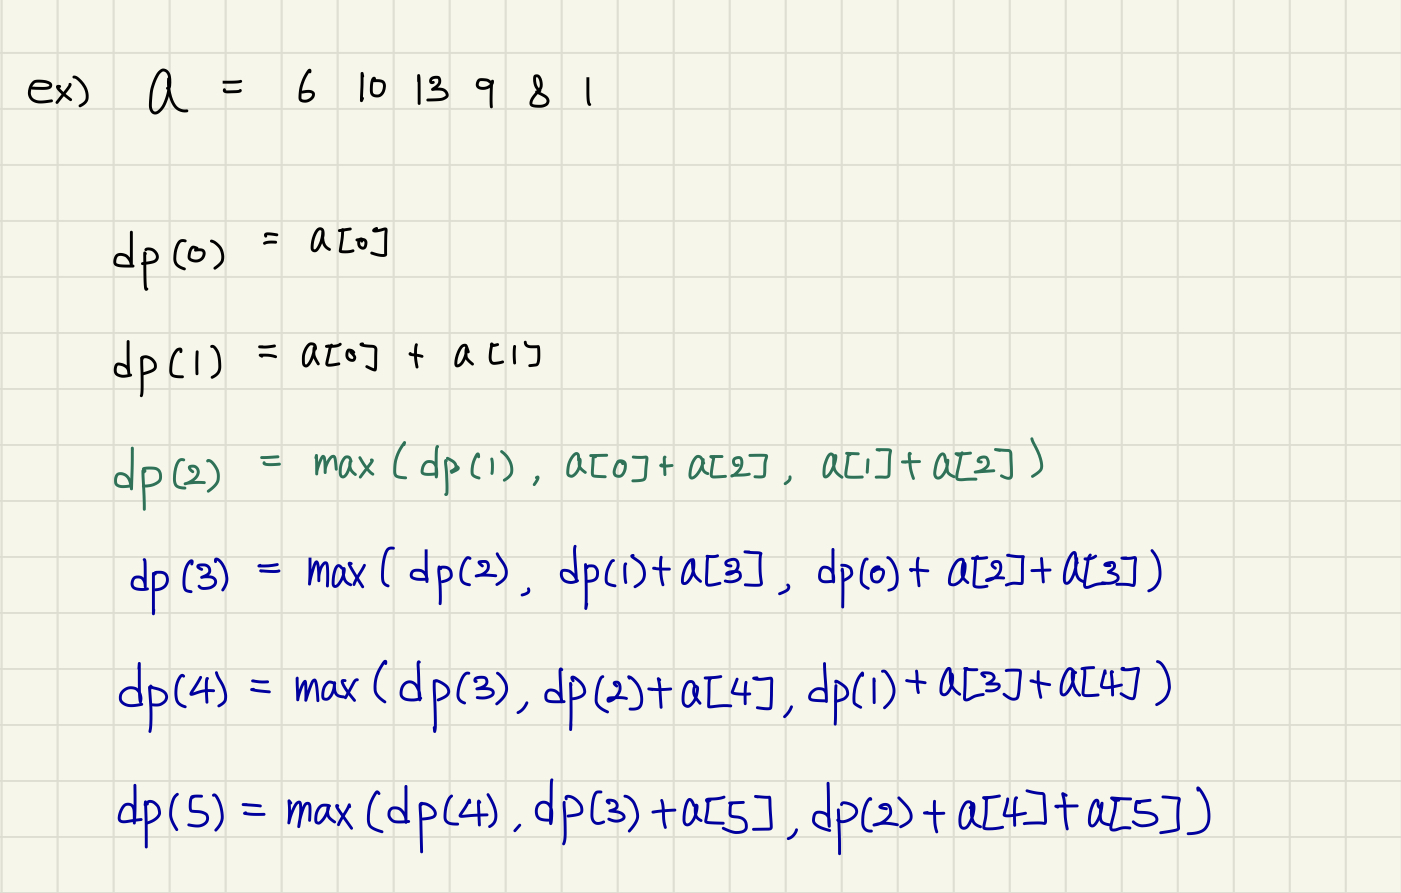 ex) a = 6 10 13 9 8 1
dp(0) = a[0]
dp(1) = a[0] + a[1]
dp(2) = max(dp(1), a[0]+a[2], a[1]+a[2])
dp(3) = max(dp(2), dp(1)+a[3], dp(0)+a[2]+a[3])
dp(4) = max(dp(3), dp(2)+a[4], dp(1)+a[3]+a[4])
dp(5) = max(dp(4), dp(3)+a[5], dp(2)+a[4]+a[5])